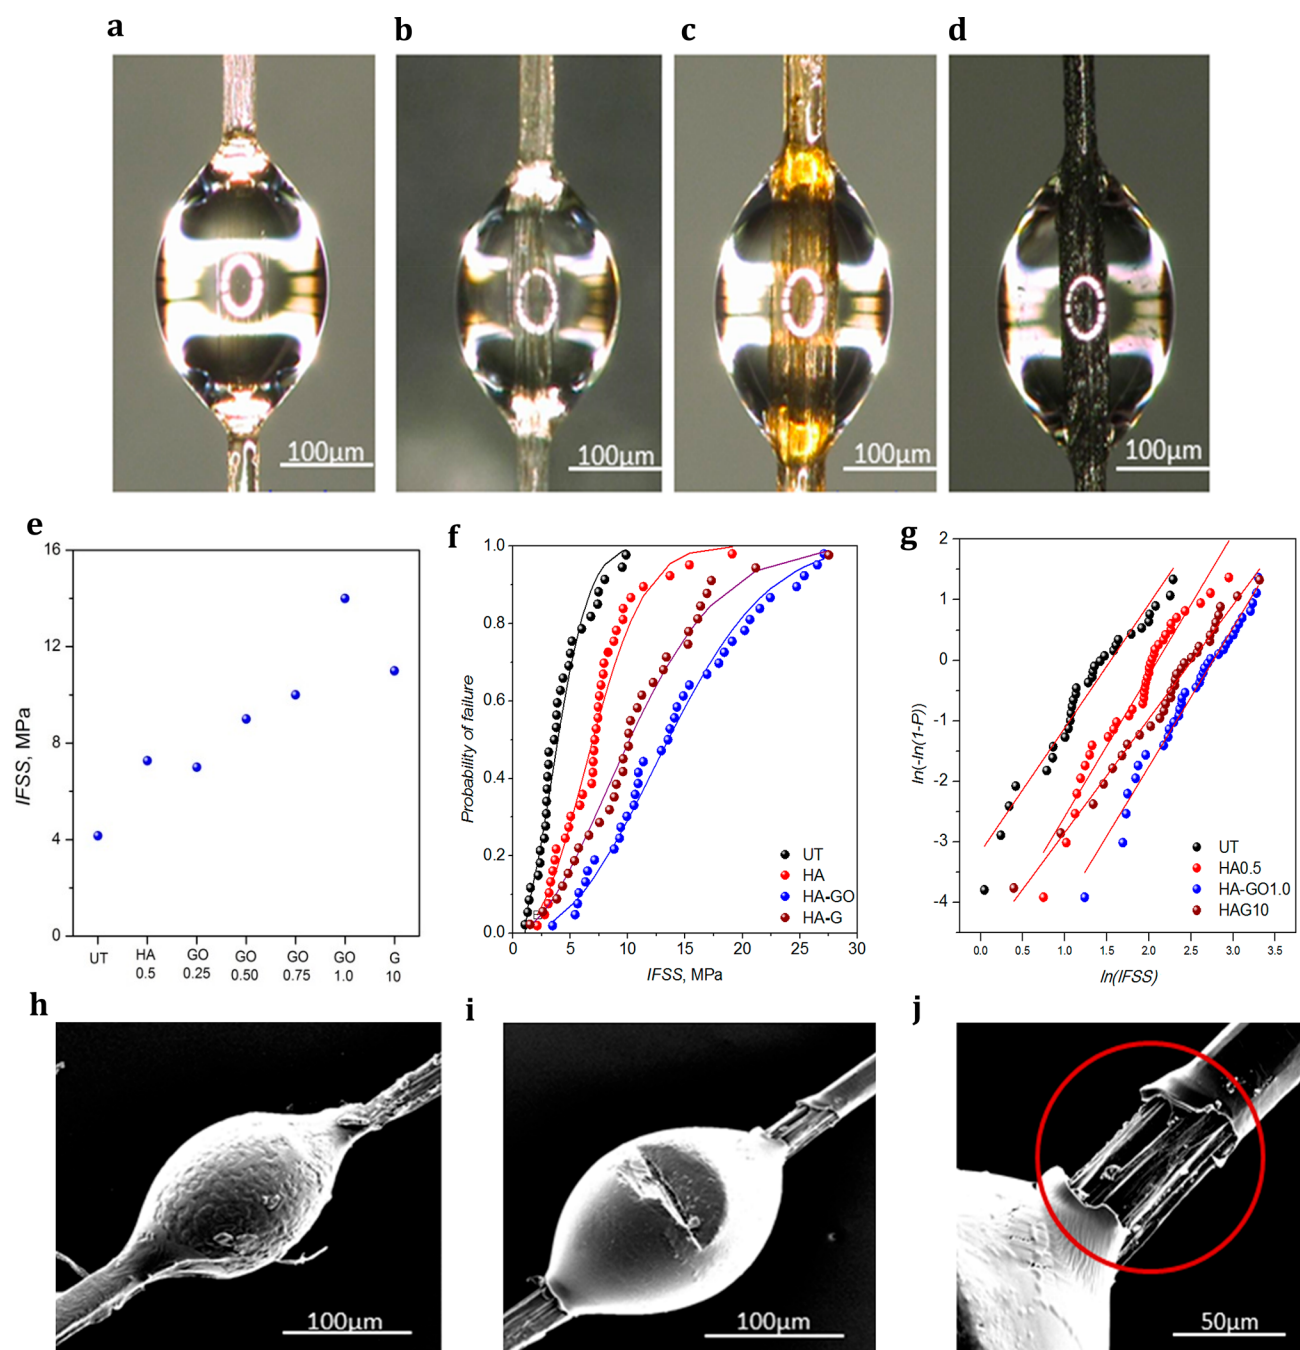 a
b
c
d
100µm
100µm
100µm
100µm
e
16
12
8
4
0
IFSS, MPa
UT
HA
0.5
GO
0.25
GO
0.50
GO
0.75
GO
1.0
G
10
f
1.0
0.8
0.6
0.4
0.2
0.0
Probability of failure
UT
HA
HA-GO
HA-G
0
5
10
15
20
25
30
IFSS, MPa
g
2
1
0
-1
-2
-3
-4
ln(-ln(1-P))
UT
HA0.5
HA-GO1.0
HAG10
0.0
0.5
1.0
1.5
2.0
2.5
3.0
3.5
ln(IFSS)
h
i
j
100µm
100µm
50µm